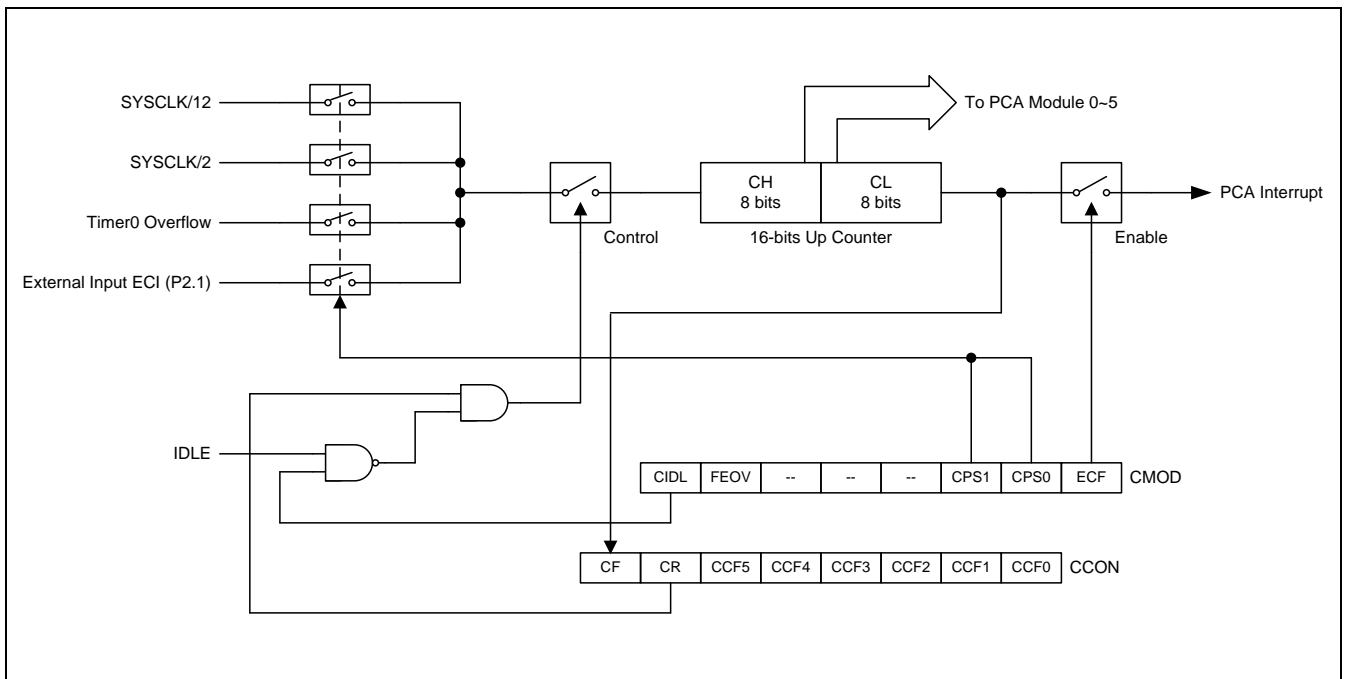 SYSCLK/12
To PCA Module 0~5
SYSCLK/2
CH
8 bits
CL
8 bits
PCA Interrupt
Timer0 Overflow
Control
16-bits Up Counter
Enable
External Input ECI (P2.1)
IDLE
CIDL FEOV -- -- -- CPS1 CPS0 ECF CMOD
CF CR CCF5 CCF4 CCF3 CCF2 CCF1 CCF0 CCON